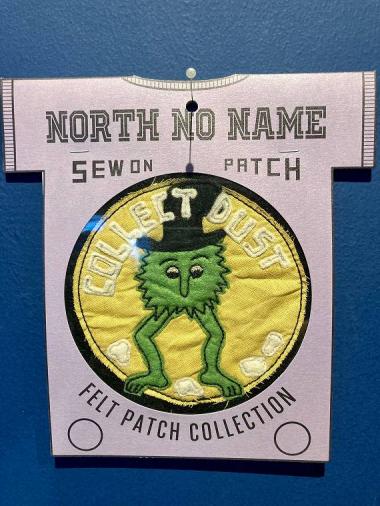 NORTH NO NAME
SEW ON PATCH
COLLECT DUST
FELT PATCH COLLECTION